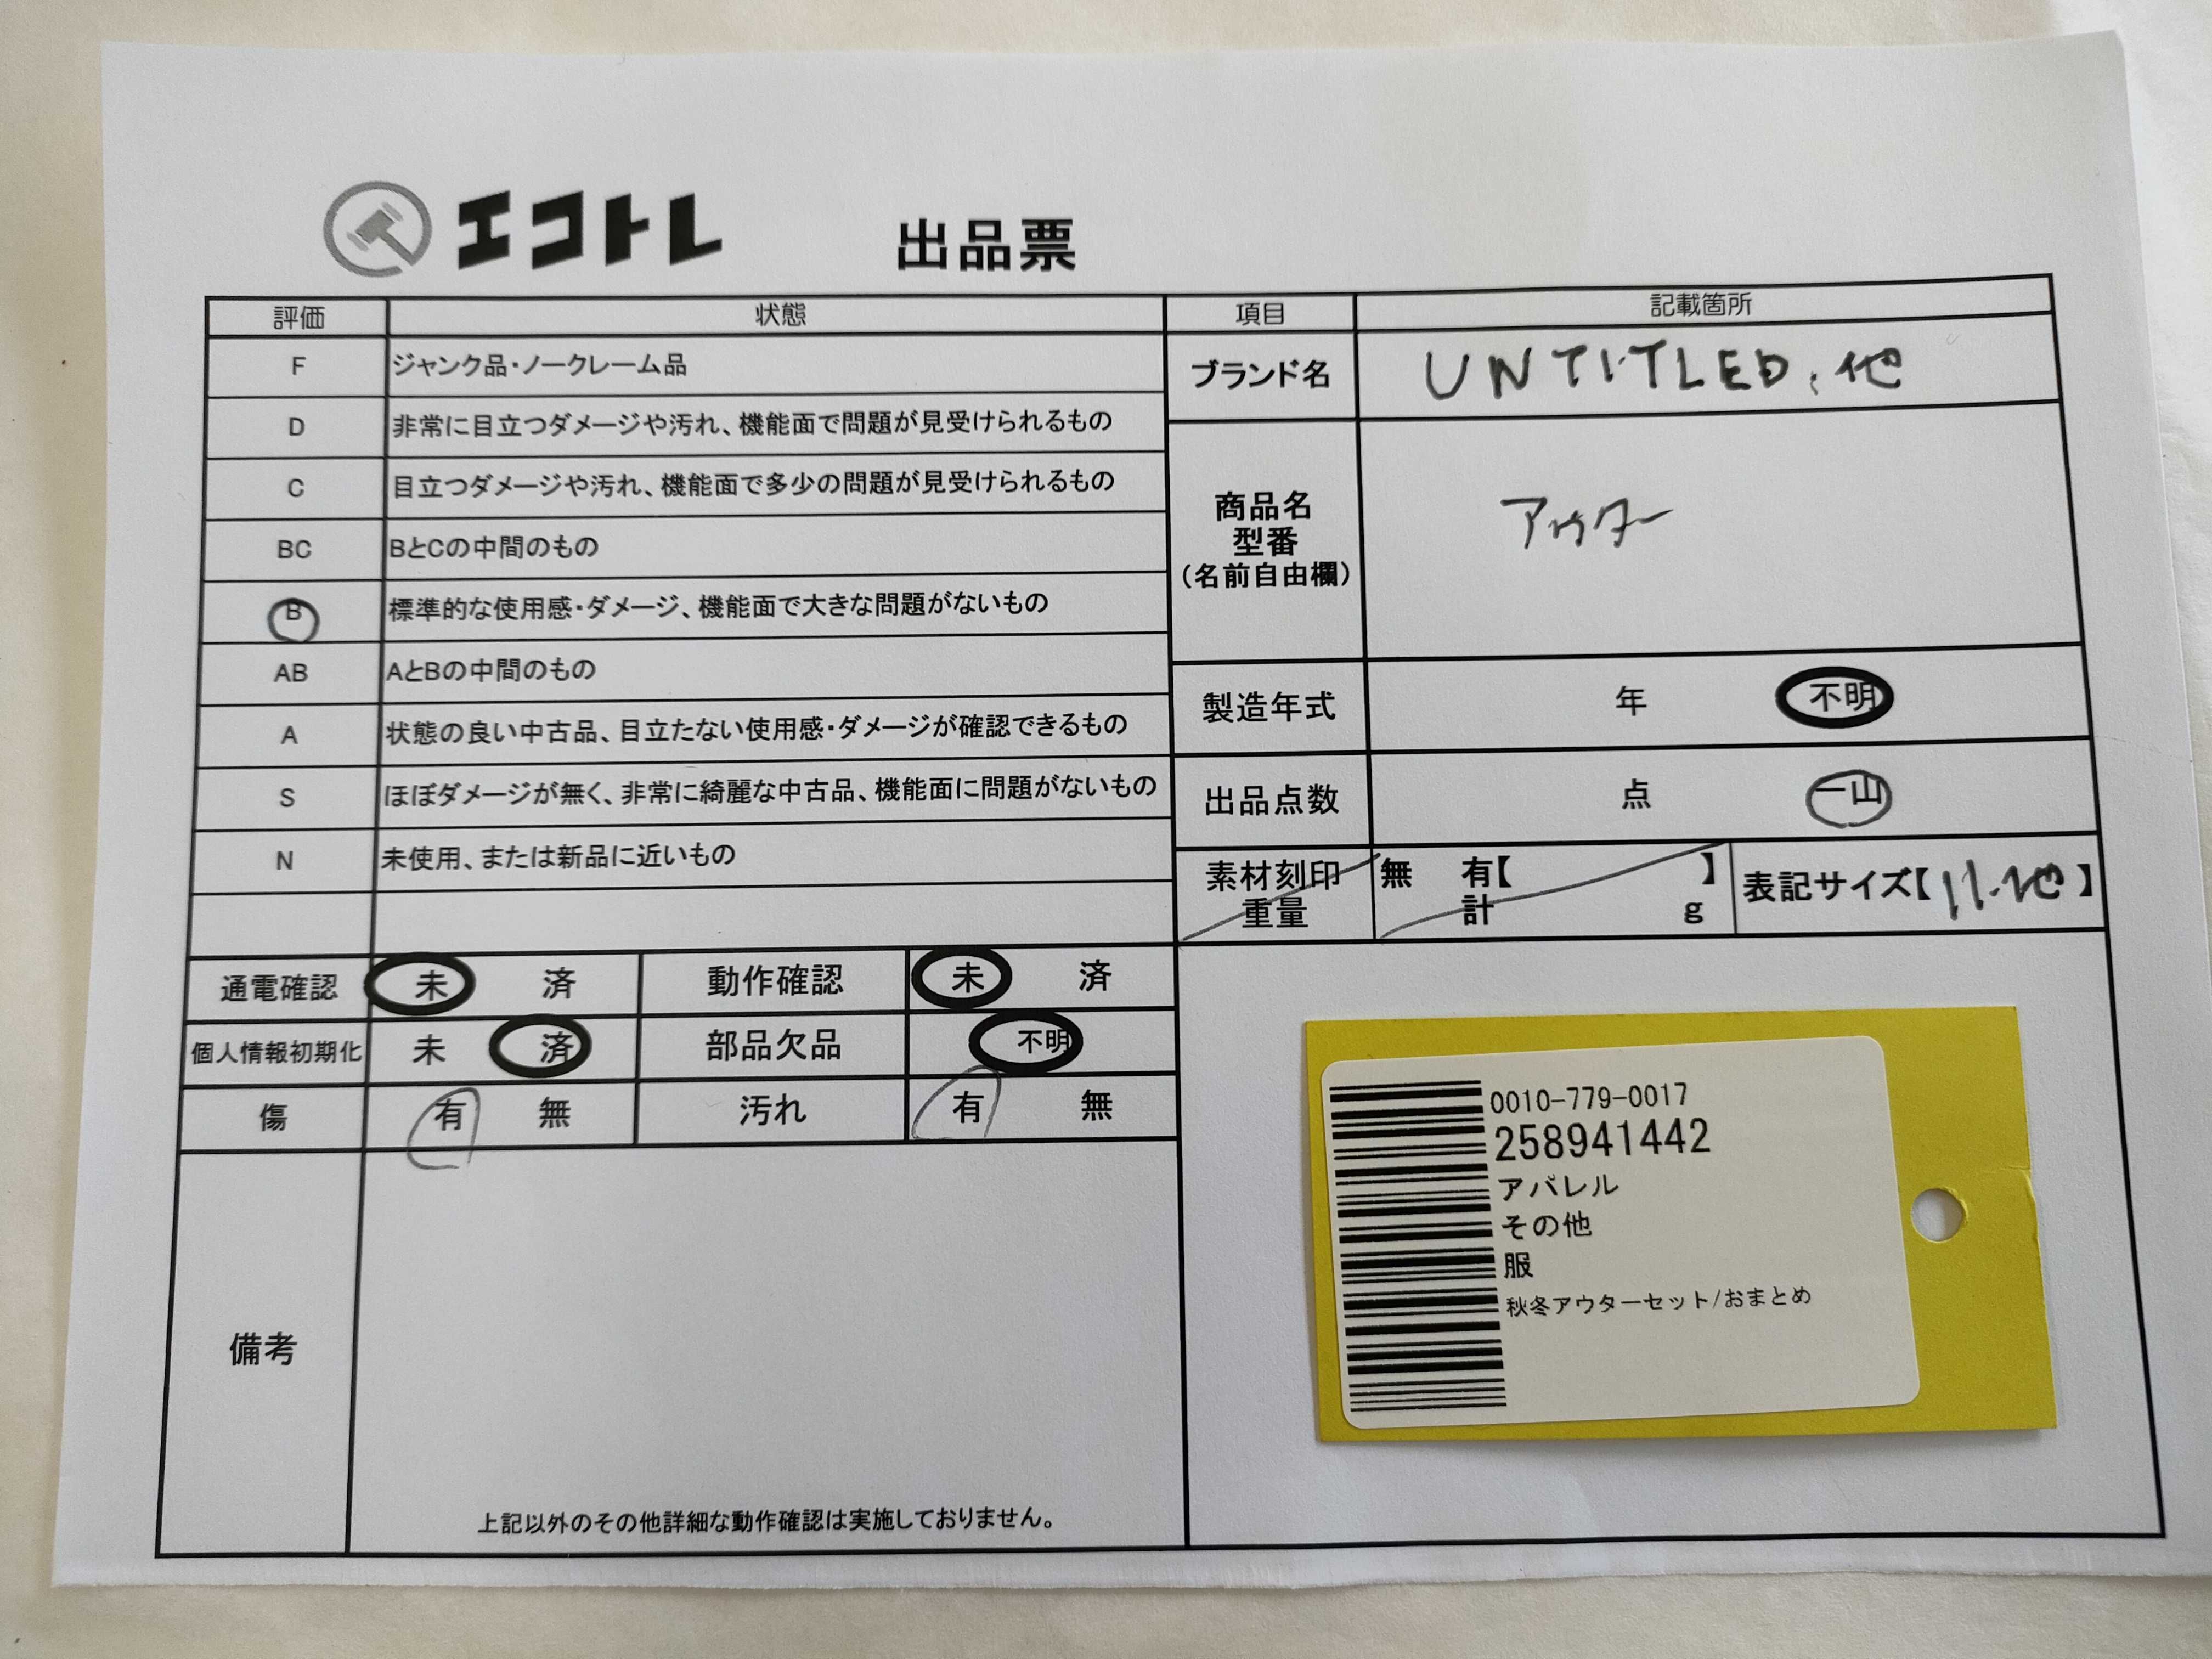 エコトレ 出品票
評価 状態
F ジャンク品・ノークレーム品
D 非常に目立つダメージや汚れ、機能面で問題が見受けられるもの
C 目立つダメージや汚れ、機能面で多少の問題が見受けられるもの
BC BとCの中間のもの
B 標準的な使用感・ダメージ、機能面で大きな問題がないもの
AB AとBの中間のもの
A 状態の良い中古品、目立たない使用感・ダメージが確認できるもの
S ほぼダメージが無く、非常に綺麗な中古品、機能面に問題がないもの
N 未使用、または新品に近いもの
項目 記載箇所
ブランド名 UNTITLED.他
商品名
型番
(名前自由欄)
アウター
製造年式 年 不明
出品点数 点 一山
素材刻印 無 有【 】
重量 計 g
表記サイズ【11.他】
通電確認 未 済 動作確認 未 済
個人情報初期化 未 済 部品欠品 不明
傷 有 無 汚れ 有 無
備考
上記以外のその他詳細な動作確認は実施しておりません。
0010-779-0017
258941442
アパレル
その他
服
秋冬アウターセット/おまとめ